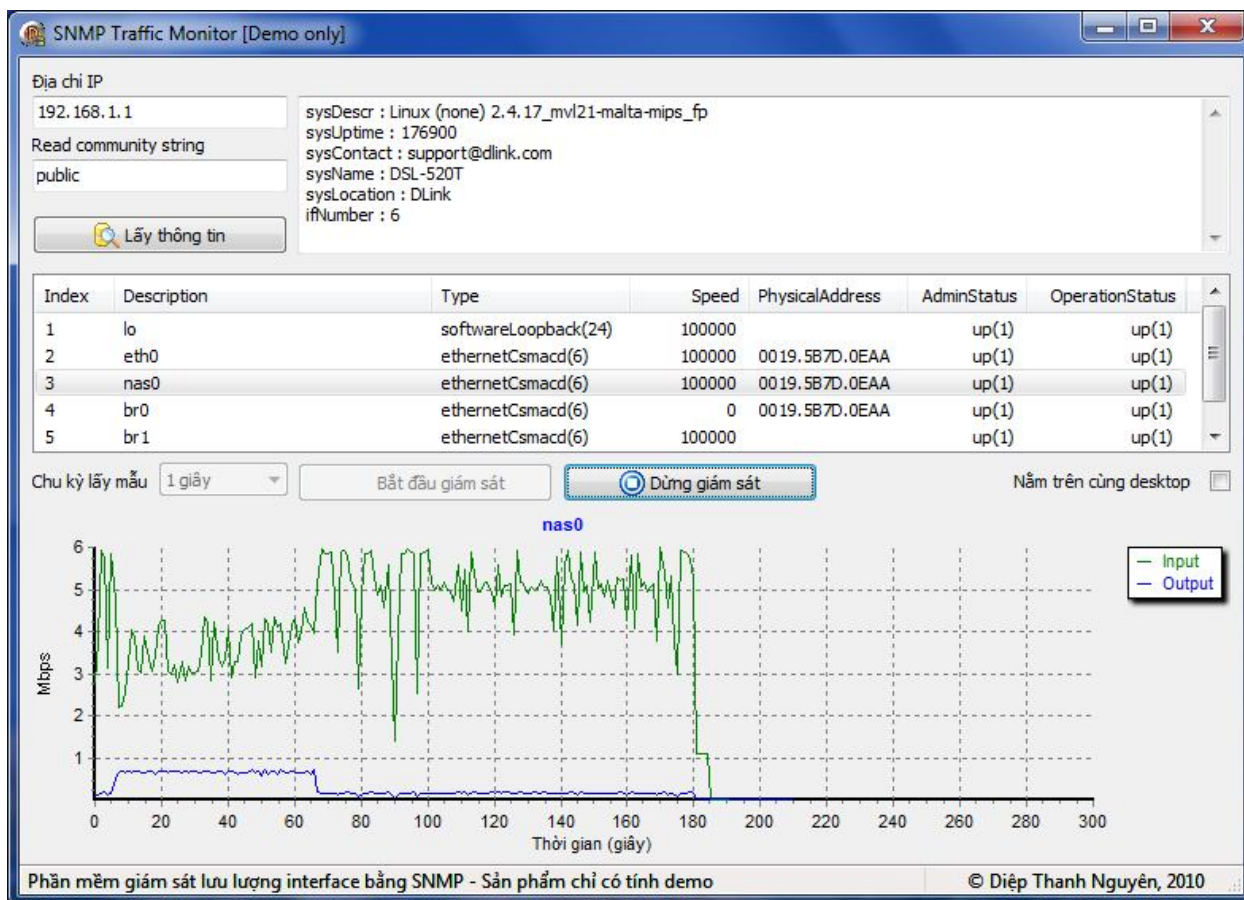 SNMP Traffic Monitor [Demo only]
Địa chỉ IP
192.168.1.1
Read community string
public
Lấy thông tin
sysDescr : Linux (none) 2.4.17_mvl21-malta-mips_fp
sysUptime : 176900
sysContact : support@dlink.com
sysName : DSL-520T
sysLocation : DLink
ifNumber : 6
Index Description Type Speed PhysicalAddress AdminStatus OperationStatus
1 lo softwareLoopback(24) 100000 up(1) up(1)
2 eth0 ethernetCsmacd(6) 100000 0019.5B7D.0EAA up(1) up(1)
3 nas0 ethernetCsmacd(6) 100000 0019.5B7D.0EAA up(1) up(1)
4 br0 ethernetCsmacd(6) 0 0019.5B7D.0EAA up(1) up(1)
5 br1 ethernetCsmacd(6) 100000 up(1) up(1)
Chu kỳ lấy mẫu 1 giây Bắt đầu giám sát Dừng giám sát Nằm trên cùng desktop
nas0
Input
Output
6
5
4
3
2
1
Mbps
0 20 40 60 80 100 120 140 160 180 200 220 240 260 280 300
Thời gian (giây)
Phần mềm giám sát lưu lượng interface bằng SNMP - Sản phẩm chỉ có tính demo
© Diệp Thanh Nguyên, 2010